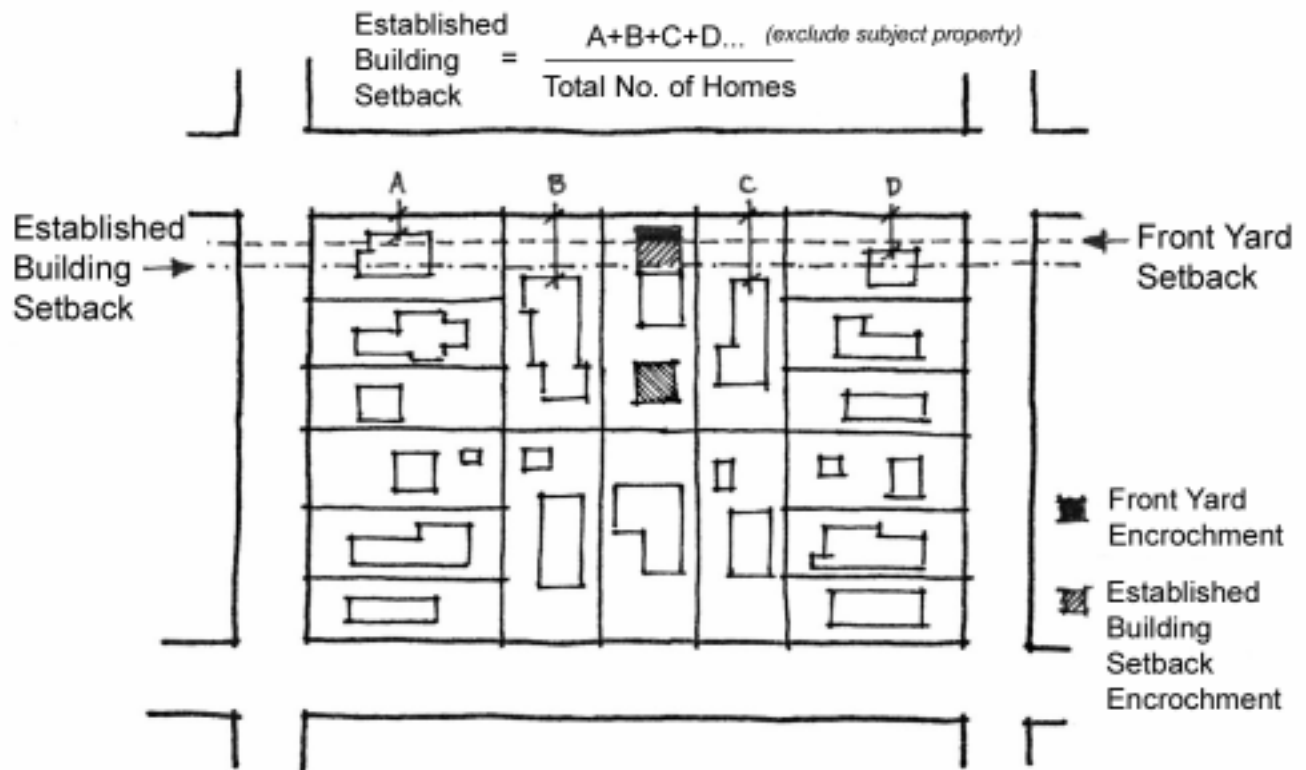 Established
Building
Setback
=
A+B+C+D... (exclude subject property)
Total No. of Homes
A
B
C
D
Established
Building
Setback
Front Yard
Setback
Front Yard
Encrochment
Established
Building
Setback
Encrochment